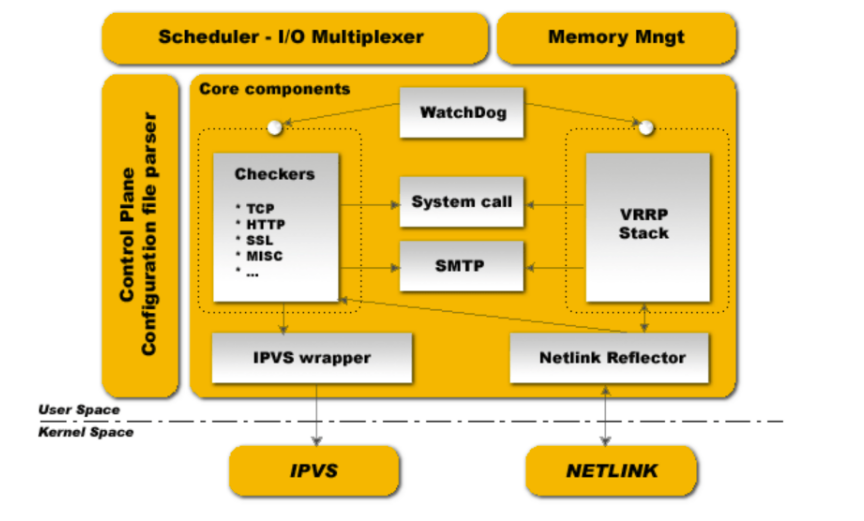 Scheduler - I/O Multiplexer
Memory Mngt
Control Plane
Configuration file parser
Core components
WatchDog
Checkers
* TCP
* HTTP
* SSL
* MISC
* ...
System call
SMTP
VRRP
Stack
IPVS wrapper
Netlink Reflector
User Space
Kernel Space
IPVS
NETLINK